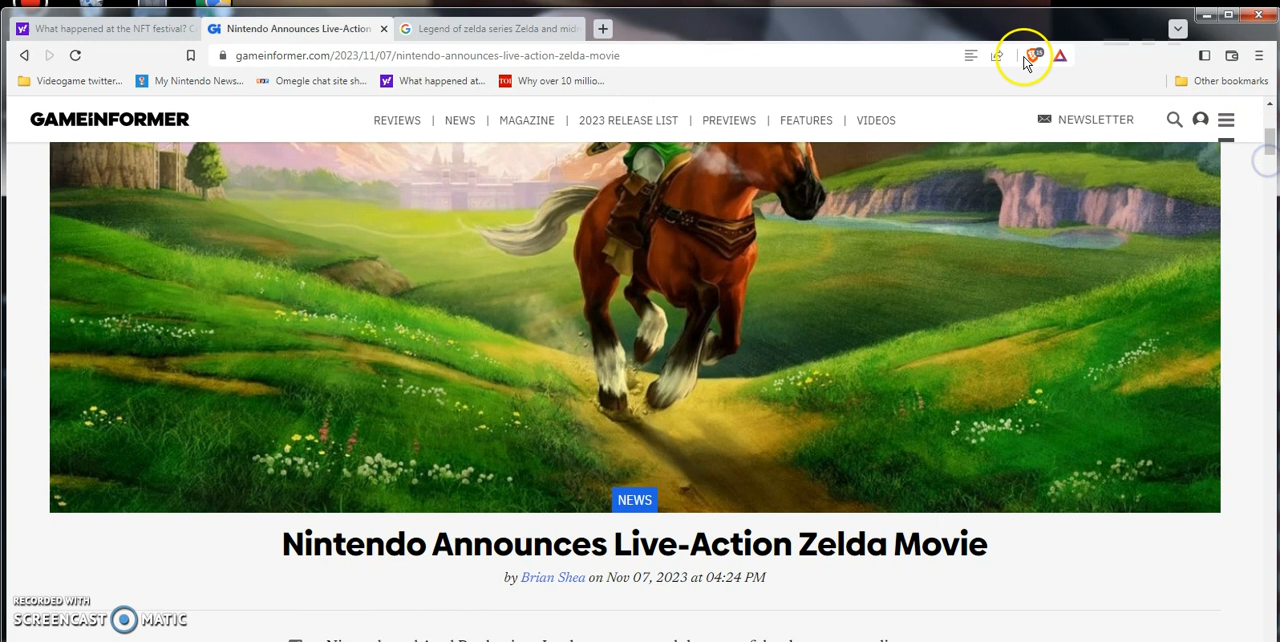 What happened at the NFT festival? C
Nintendo Announces Live-Action
Legend of zelda series Zelda and mid
gameinformer.com/2023/11/07/nintendo-announces-live-action-zelda-movie
15
Videogame twitter...
My Nintendo News...
Omegle chatsite sh...
What happened at...
TOI
Why over 10 millio...
Other bookmarks
GAMEINFORMER
REVIEWS | NEWS | MAGAZINE | 2023 RELEASE LIST | PREVIEWS | FEATURES | VIDEOS
NEWSLETTER
NEWS
Nintendo Announces Live-Action Zelda Movie
by Brian Shea on Nov 07, 2023 at 04:24 PM
RECORDED WITH
SCREENCAST MATIC